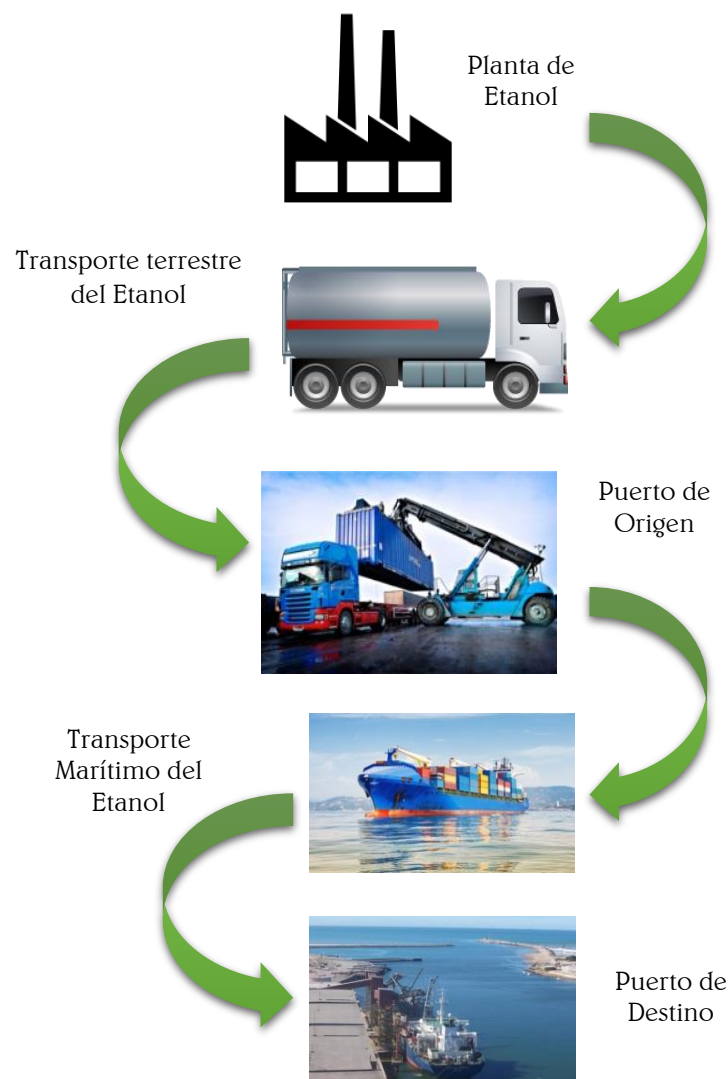 Planta de
Etanol
Transporte terrestre
del Etanol
Puerto de
Origen
Transporte
Marítimo del
Etanol
Puerto de
Destino